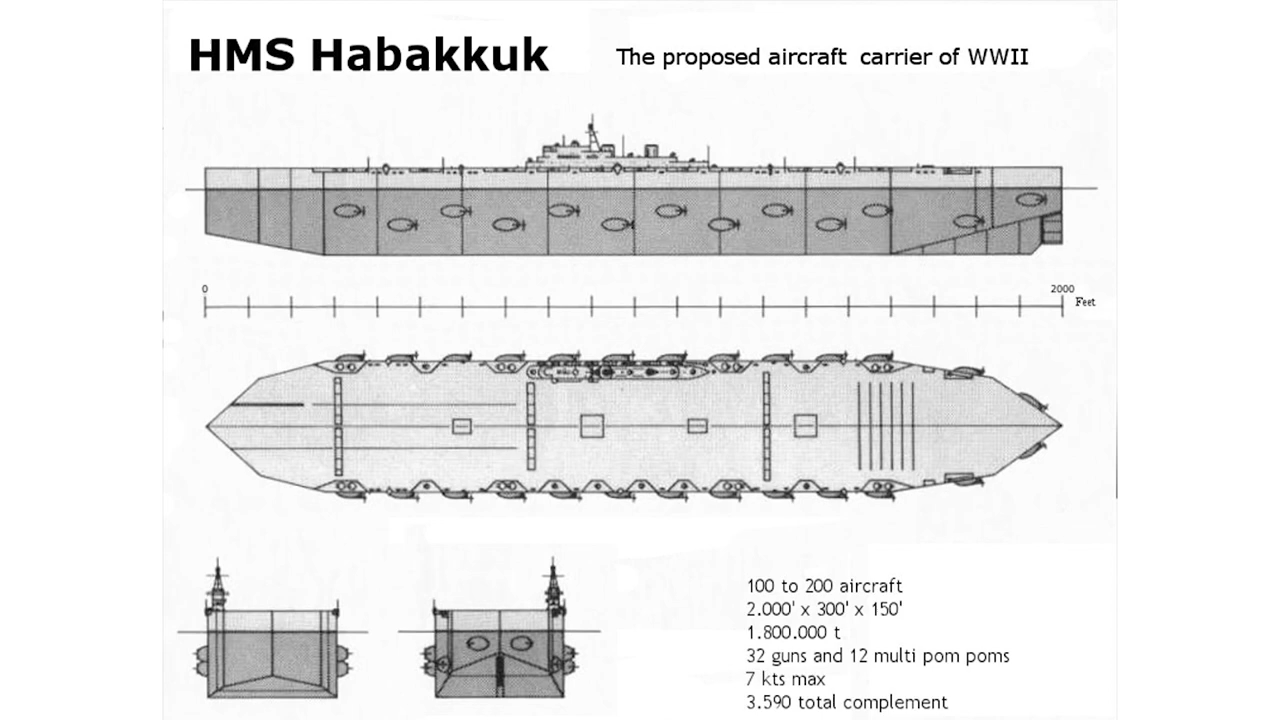 HMS Habakkuk
The proposed aircraft carrier of WWII
0
2000
Feet
100 to 200 aircraft
2.000' x 300' x 150'
1.800.000 t
32 guns and 12 multi pom poms
7 kts max
3.590 total complement